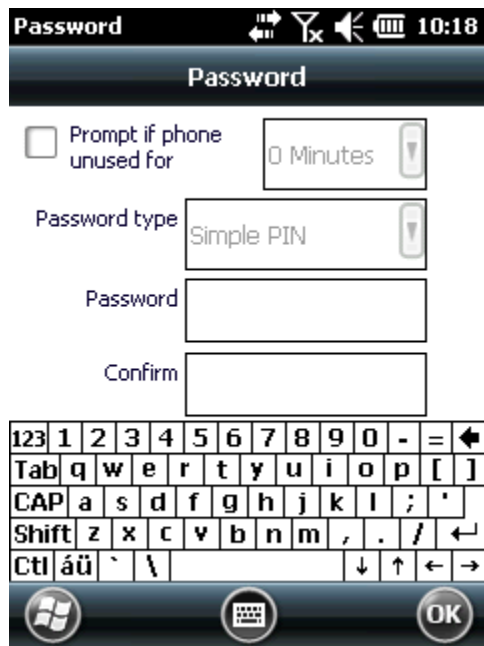 Password 10:18
Password
Prompt if phone
unused for
0 Minutes
Password type
Simple PIN
Password
Confirm
123 1 2 3 4 5 6 7 8 9 0 - =
Tab q w e r t y u i o p [ ]
CAP a s d f g h j k l ; '
Shift z x c v b n m , . /
Ctl áü ` \ ↓ ↑ ← →
OK